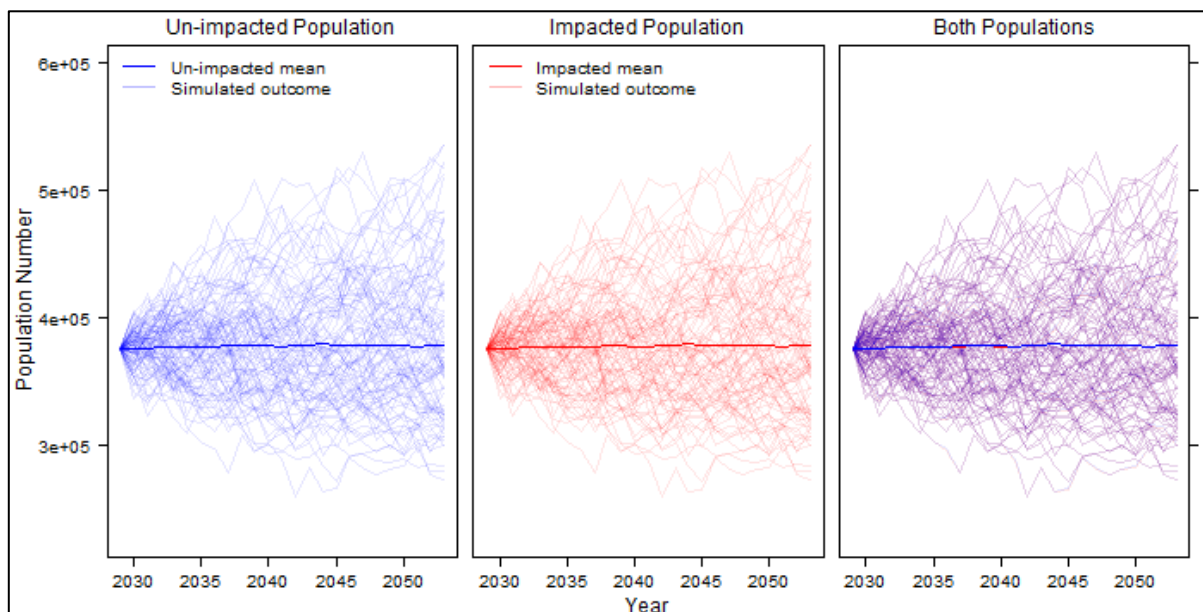 Un-impacted Population
Impacted Population
Both Populations
Un-impacted mean
Simulated outcome
Impacted mean
Simulated outcome
Population Number
6e+05
5e+05
4e+05
3e+05
2030 2035 2040 2045 2050
2030 2035 2040 2045 2050
2030 2035 2040 2045 2050
Year